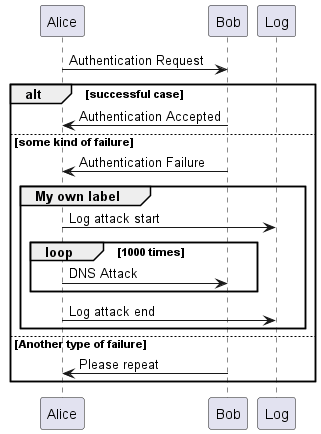 Alice Bob Log
Authentication Request
alt [successful case]
Authentication Accepted
[some kind of failure]
Authentication Failure
My own label
Log attack start
loop [1000 times]
DNS Attack
Log attack end
[Another type of failure]
Please repeat
Alice Bob Log